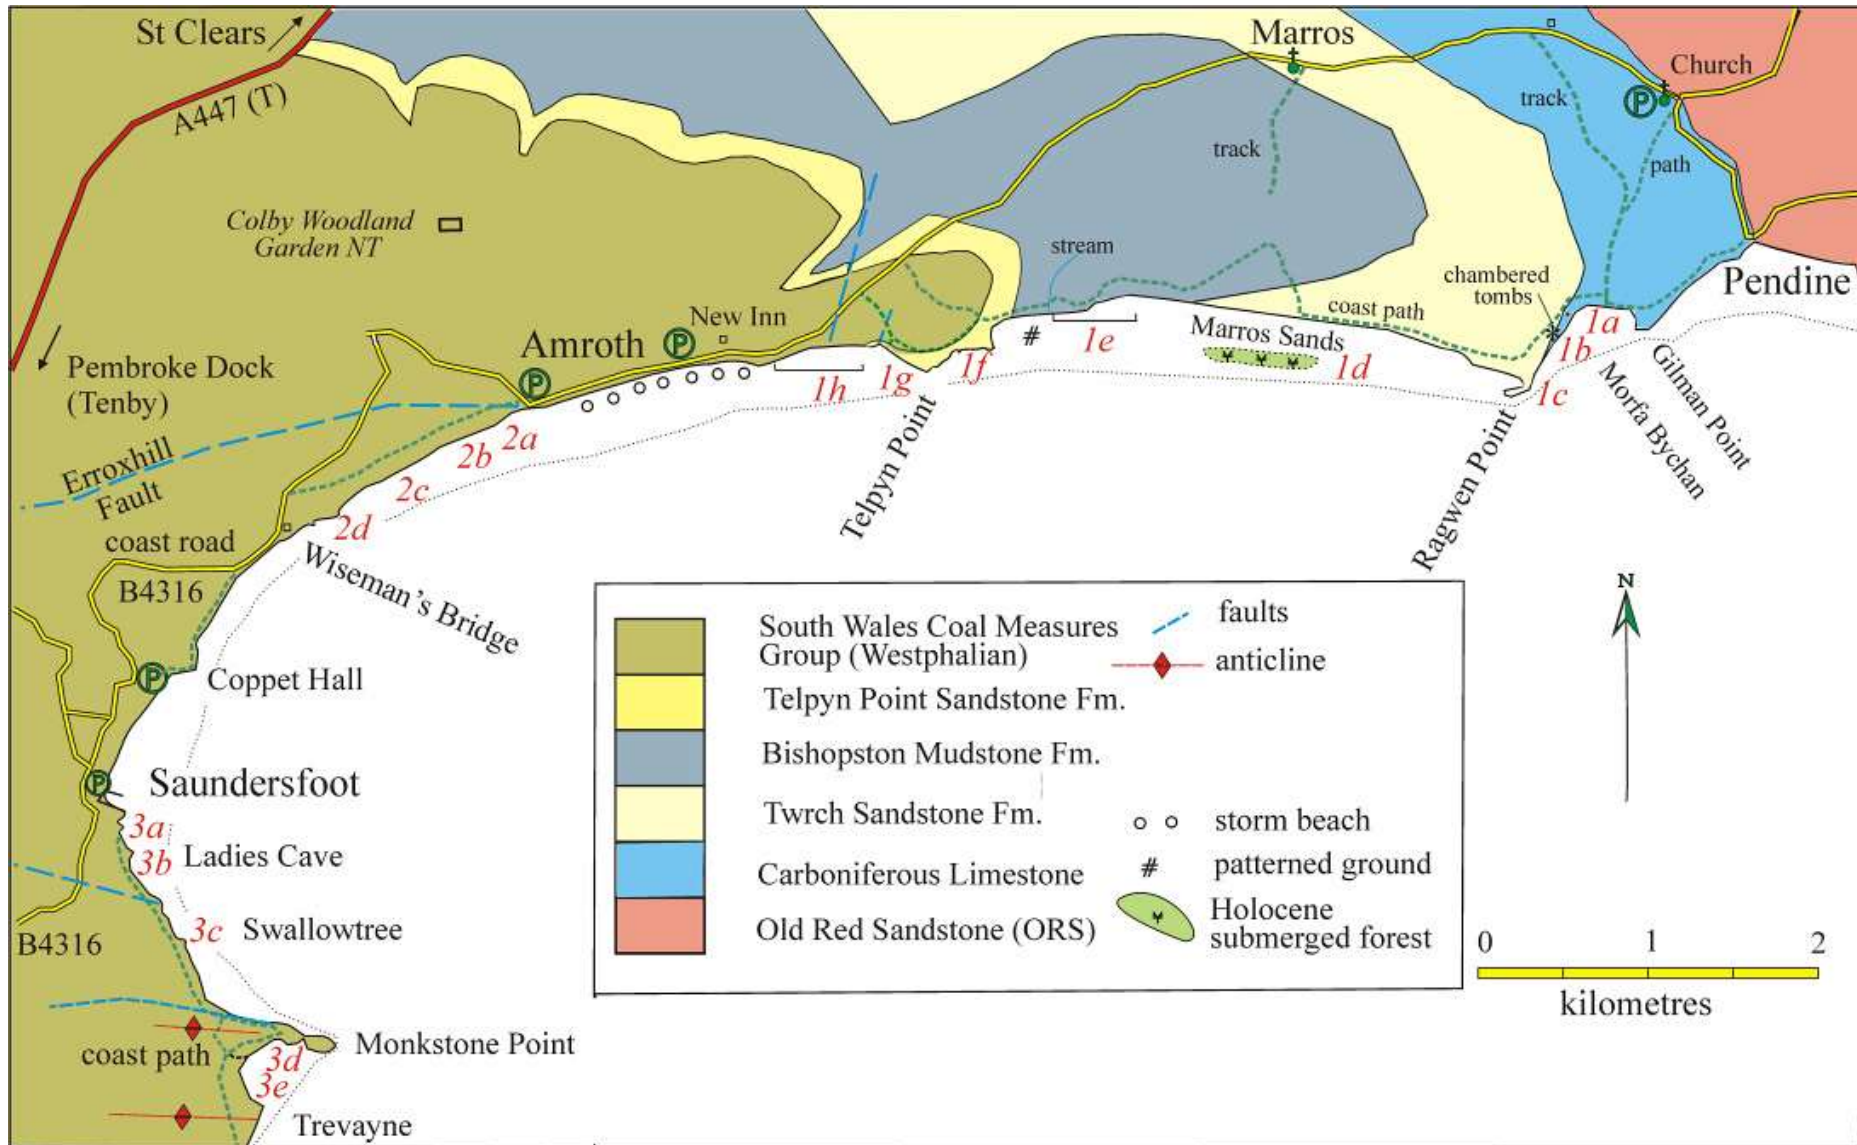 St Clears
A447 (T)
Marros
Church
P
track
track
path
Colby Woodland
Garden NT
stream
chambered
tombs
Pendine
New Inn
P
Amroth
P
coast path
Marros Sands
#
1a
1b
1c
1d
1e
1f
1g
1h
Pembroke Dock
(Tenby)
Erroxhill
Fault
2a
2b
2c
2d
Telpyn Point
Ragwen Point
Morfa Bychan
Gilman Point
coast road
B4316
Wiseman's Bridge
P
Coppet Hall
P
Saundersfoot
3a
3b
Ladies Cave
3c
Swallowtree
B4316
Monkstone Point
coast path
3d
3e
Trevayne
South Wales Coal Measures
Group (Westphalian)
Telpyn Point Sandstone Fm.
Bishopston Mudstone Fm.
Twrch Sandstone Fm.
Carboniferous Limestone
Old Red Sandstone (ORS)
faults
anticline
storm beach
# patterned ground
Holocene
submerged forest
N
0 1 2
kilometres